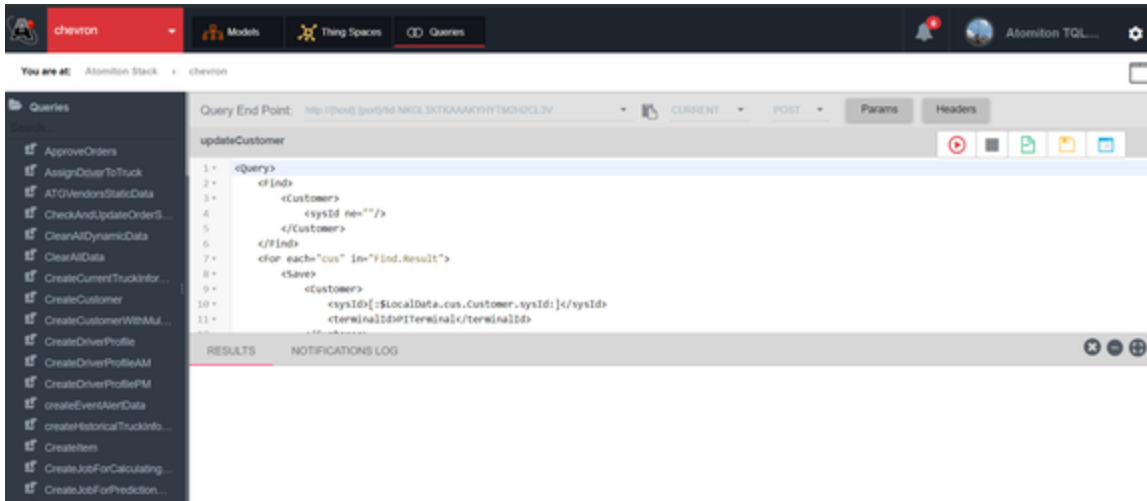 chevron
Models
Thing Spaces
Queries
6
Atomiton TQL...
You are at: Atomiton Stack › chevron
Queries
Search...
ApproveOrders
AssignDriverToTruck
ATGVendorsStaticData
CheckAndUpdateOrderS...
CleanAllDynamicData
ClearAllData
CreateCurrentTruckInfor...
CreateCustomer
CreateCustomerWithMul...
CreateDriverProfile
CreateDriverProfileAM
CreateDriverProfilePM
createEventAlertData
createHistoricalTruckInfo...
CreateItem
CreateJobForCalculating...
CreateJobForPrediction...
Query End Point:
CURRENT
POST
Params
Headers
updateCustomer
1 <Query>
2 <Find>
3 <Customer>
4 <sysId ne=""/>
5 </Customer>
6 </Find>
7 <For each="cus" in="Find.Result">
8 <Save>
9 <Customer>
10 <sysId>[:$LocalData.cus.Customer.sysId:]</sysId>
11 <terminalId>PITerminal</terminalId>
RESULTS
NOTIFICATIONS LOG